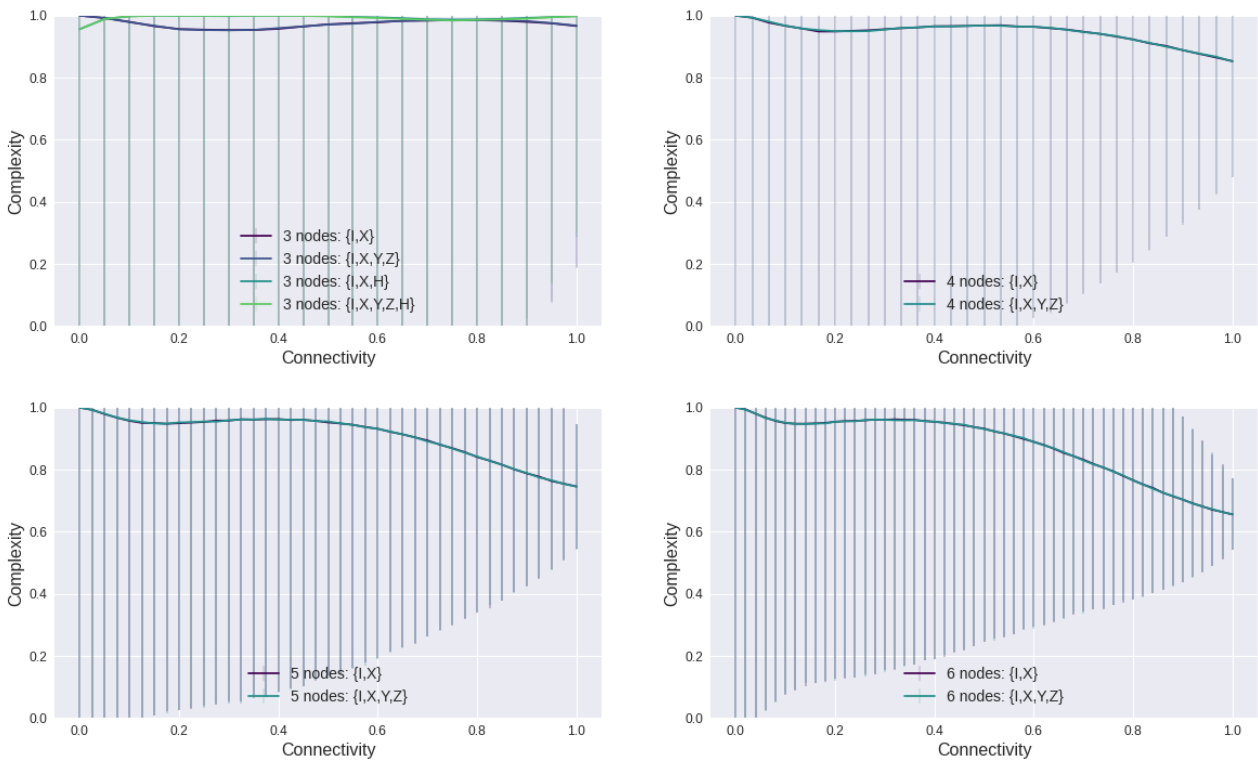 1.0
0.8
0.6
0.4
0.2
0.0
Complexity
3 nodes: {I,X}
3 nodes: {I,X,Y,Z}
3 nodes: {I,X,H}
3 nodes: {I,X,Y,Z,H}
0.0 0.2 0.4 0.6 0.8 1.0
Connectivity
1.0
0.8
0.6
0.4
0.2
0.0
Complexity
4 nodes: {I,X}
4 nodes: {I,X,Y,Z}
0.0 0.2 0.4 0.6 0.8 1.0
Connectivity
1.0
0.8
0.6
0.4
0.2
0.0
Complexity
5 nodes: {I,X}
5 nodes: {I,X,Y,Z}
0.0 0.2 0.4 0.6 0.8 1.0
Connectivity
1.0
0.8
0.6
0.4
0.2
0.0
Complexity
6 nodes: {I,X}
6 nodes: {I,X,Y,Z}
0.0 0.2 0.4 0.6 0.8 1.0
Connectivity